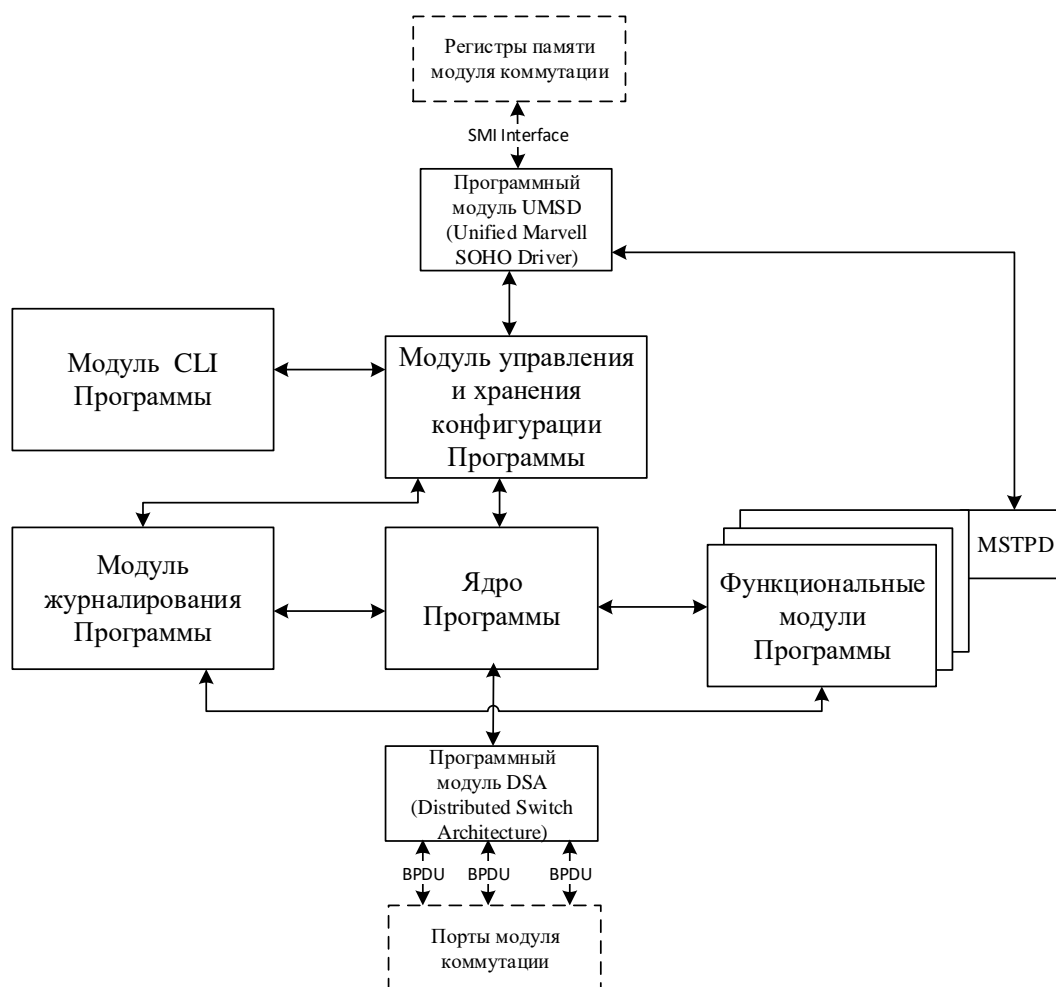 Регистры памяти
модуля коммутации
SMI Interface
Программный
модуль UMSD
(Unified Marvell
SOHO Driver)
Модуль CLI
Программы
Модуль управления
и хранения
конфигурации
Программы
Модуль
журналирования
Программы
Ядро
Программы
Функциональные
модули
Программы
MSTPD
Программный
модуль DSA
(Distributed Switch
Architecture)
BPDU BPDU BPDU
Порты модуля
коммутации